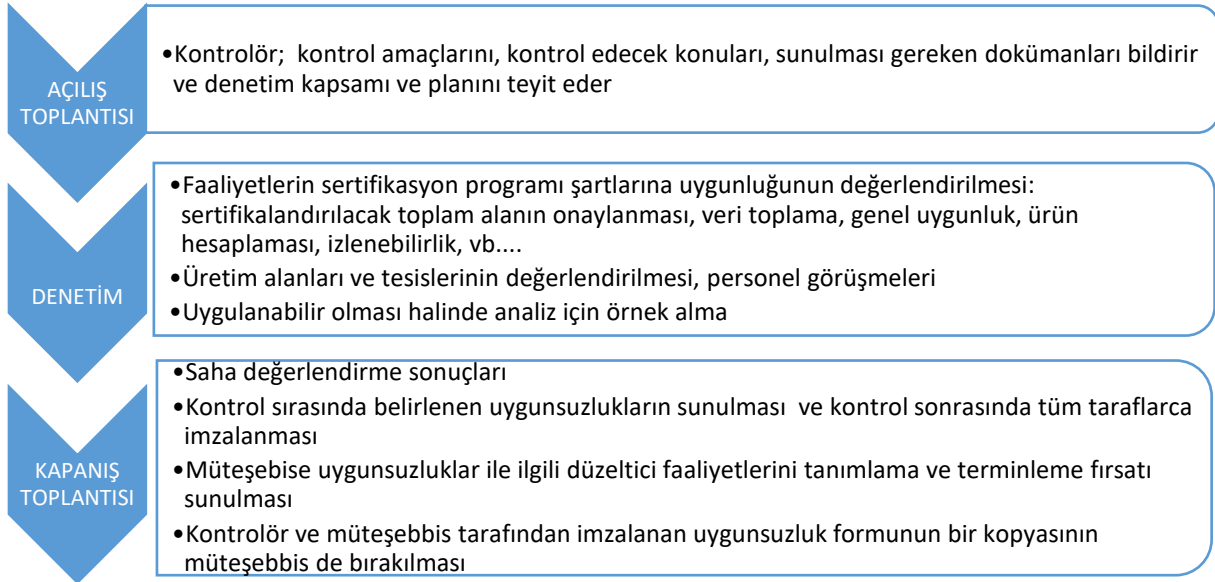 AÇILIŞ
TOPLANTISI
•Kontrolör;  kontrol amaçlarını, kontrol edecek konuları, sunulması gereken dokümanları bildirir
ve denetim kapsamı ve planını teyit eder
DENETİM
•Faaliyetlerin sertifikasyon programı şartlarına uygunluğunun değerlendirilmesi:
sertifikalandırılacak toplam alanın onaylanması, veri toplama, genel uygunluk, ürün
hesaplaması, izlenebilirlik, vb....
•Üretim alanları ve tesislerinin değerlendirilmesi, personel görüşmeleri
•Uygulanabilir olması halinde analiz için örnek alma
KAPANIŞ
TOPLANTISI
•Saha değerlendirme sonuçları
•Kontrol sırasında belirlenen uygunsuzlukların sunulması  ve kontrol sonrasında tüm taraflarca
imzalanması
•Müteşebise uygunsuzluklar ile ilgili düzeltici faaliyetlerini tanımlama ve terminleme fırsatı
sunulması
•Kontrolör ve müteşebbis tarafından imzalanan uygunsuzluk formunun bir kopyasının
müteşebbis de bırakılması